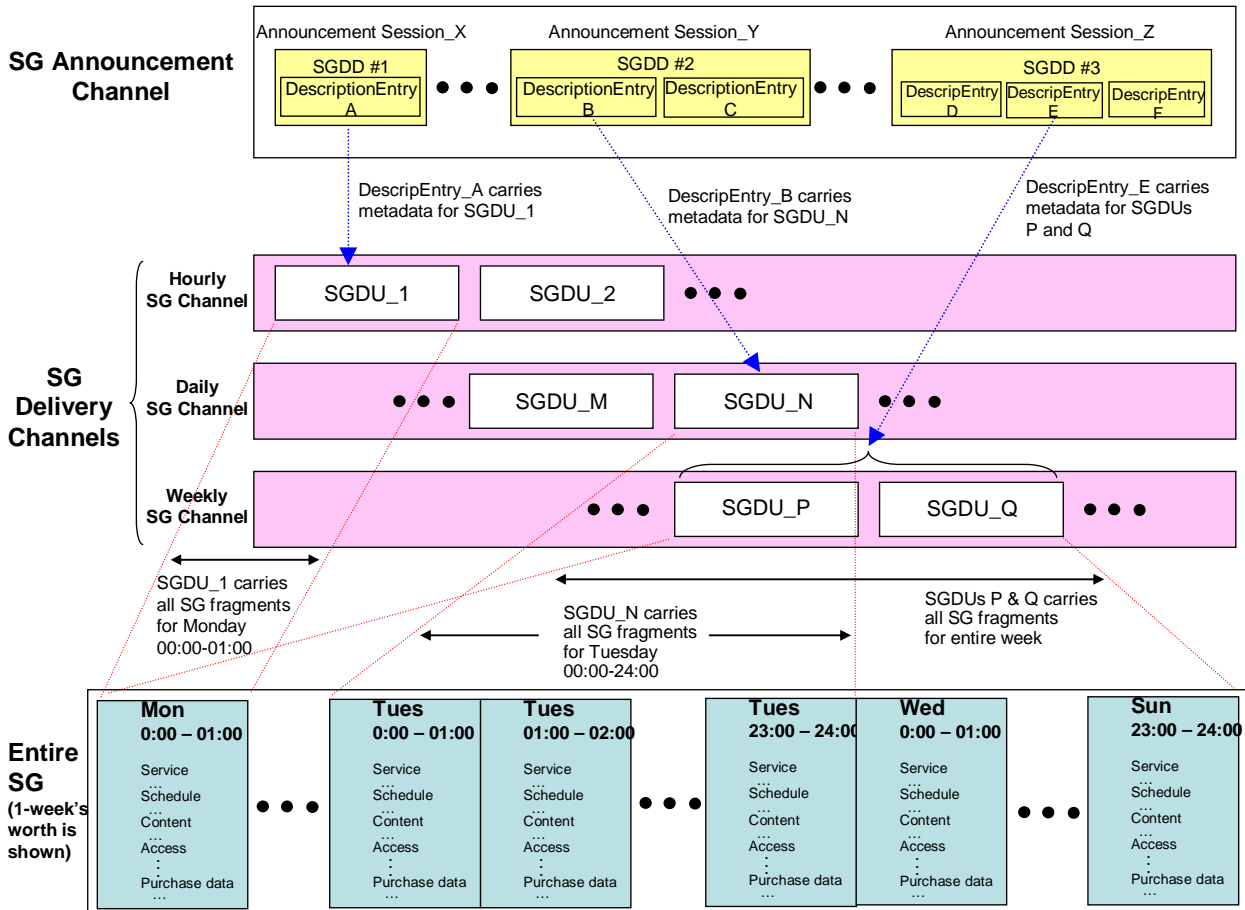 Announcement Session_X
Announcement Session_Y
Announcement Session_Z
SG Announcement
Channel
SGDD #1
DescriptionEntry
A
SGDD #2
DescriptionEntry
B
DescriptionEntry
C
SGDD #3
DescripEntry
D
DescripEntry
E
DescripEntry
F
DescripEntry_A carries
metadata for SGDU_1
DescripEntry_B carries
metadata for SGDU_N
DescripEntry_E carries
metadata for SGDUs
P and Q
SG
Delivery
Channels
Hourly
SG Channel
SGDU_1
SGDU_2
Daily
SG Channel
SGDU_M
SGDU_N
Weekly
SG Channel
SGDU_P
SGDU_Q
SGDU_1 carries
all SG fragments
for Monday
00:00-01:00
SGDU_N carries
all SG fragments
for Tuesday
00:00-24:00
SGDUs P & Q carries
all SG fragments
for entire week
Entire
SG
(1-week's
worth is
shown)
Mon
0:00 – 01:00
Service
...
Schedule
...
Content
...
Access
⋮
Purchase data
...
Tues
0:00 – 01:00
Service
...
Schedule
...
Content
...
Access
⋮
Purchase data
...
Tues
01:00 – 02:00
Service
...
Schedule
...
Content
...
Access
⋮
Purchase data
...
Tues
23:00 – 24:00
Service
...
Schedule
...
Content
...
Access
⋮
Purchase data
...
Wed
0:00 – 01:00
Service
...
Schedule
...
Content
...
Access
⋮
Purchase data
...
Sun
23:00 – 24:00
Service
...
Schedule
...
Content
...
Access
⋮
Purchase data
...